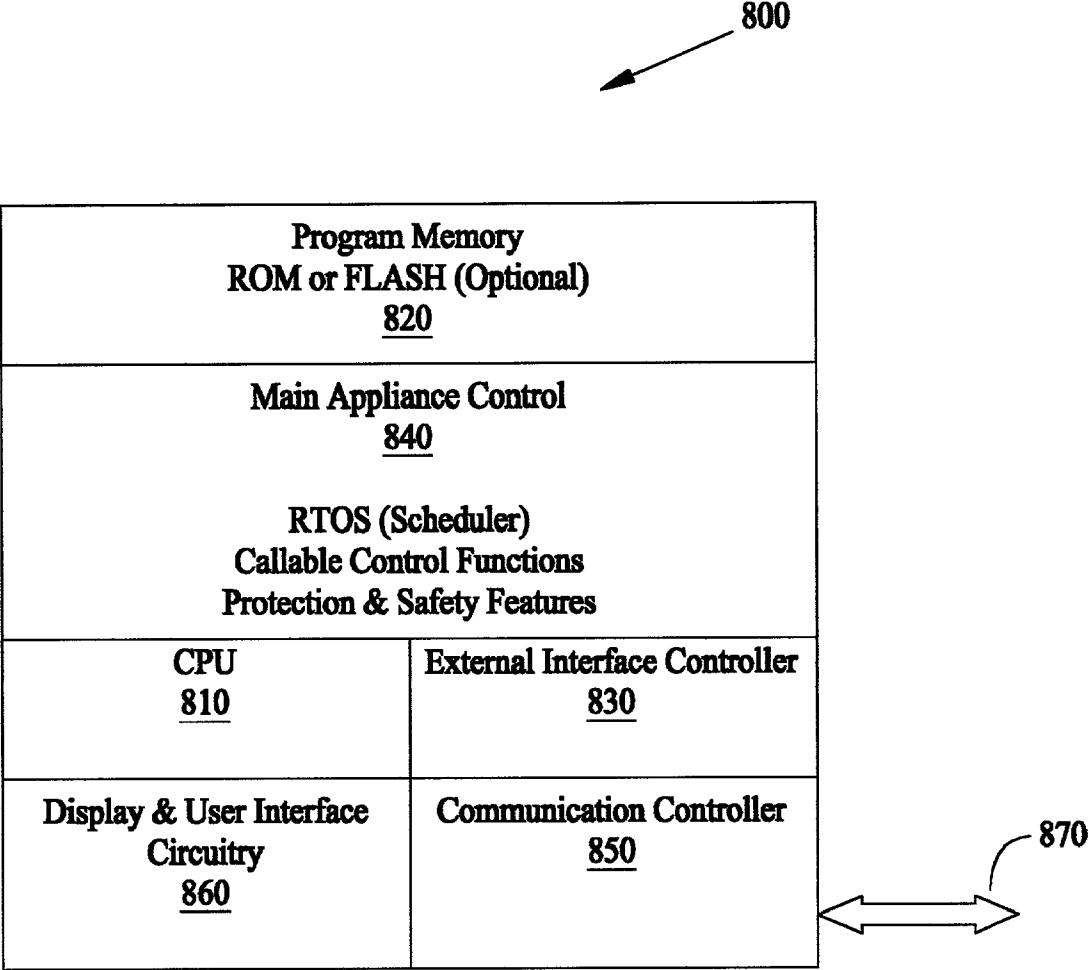 800
Program Memory
ROM or FLASH (Optional)
820
Main Appliance Control
840
RTOS (Scheduler)
Callable Control Functions
Protection & Safety Features
CPU
810
External Interface Controller
830
Display & User Interface
Circuitry
860
Communication Controller
850
870